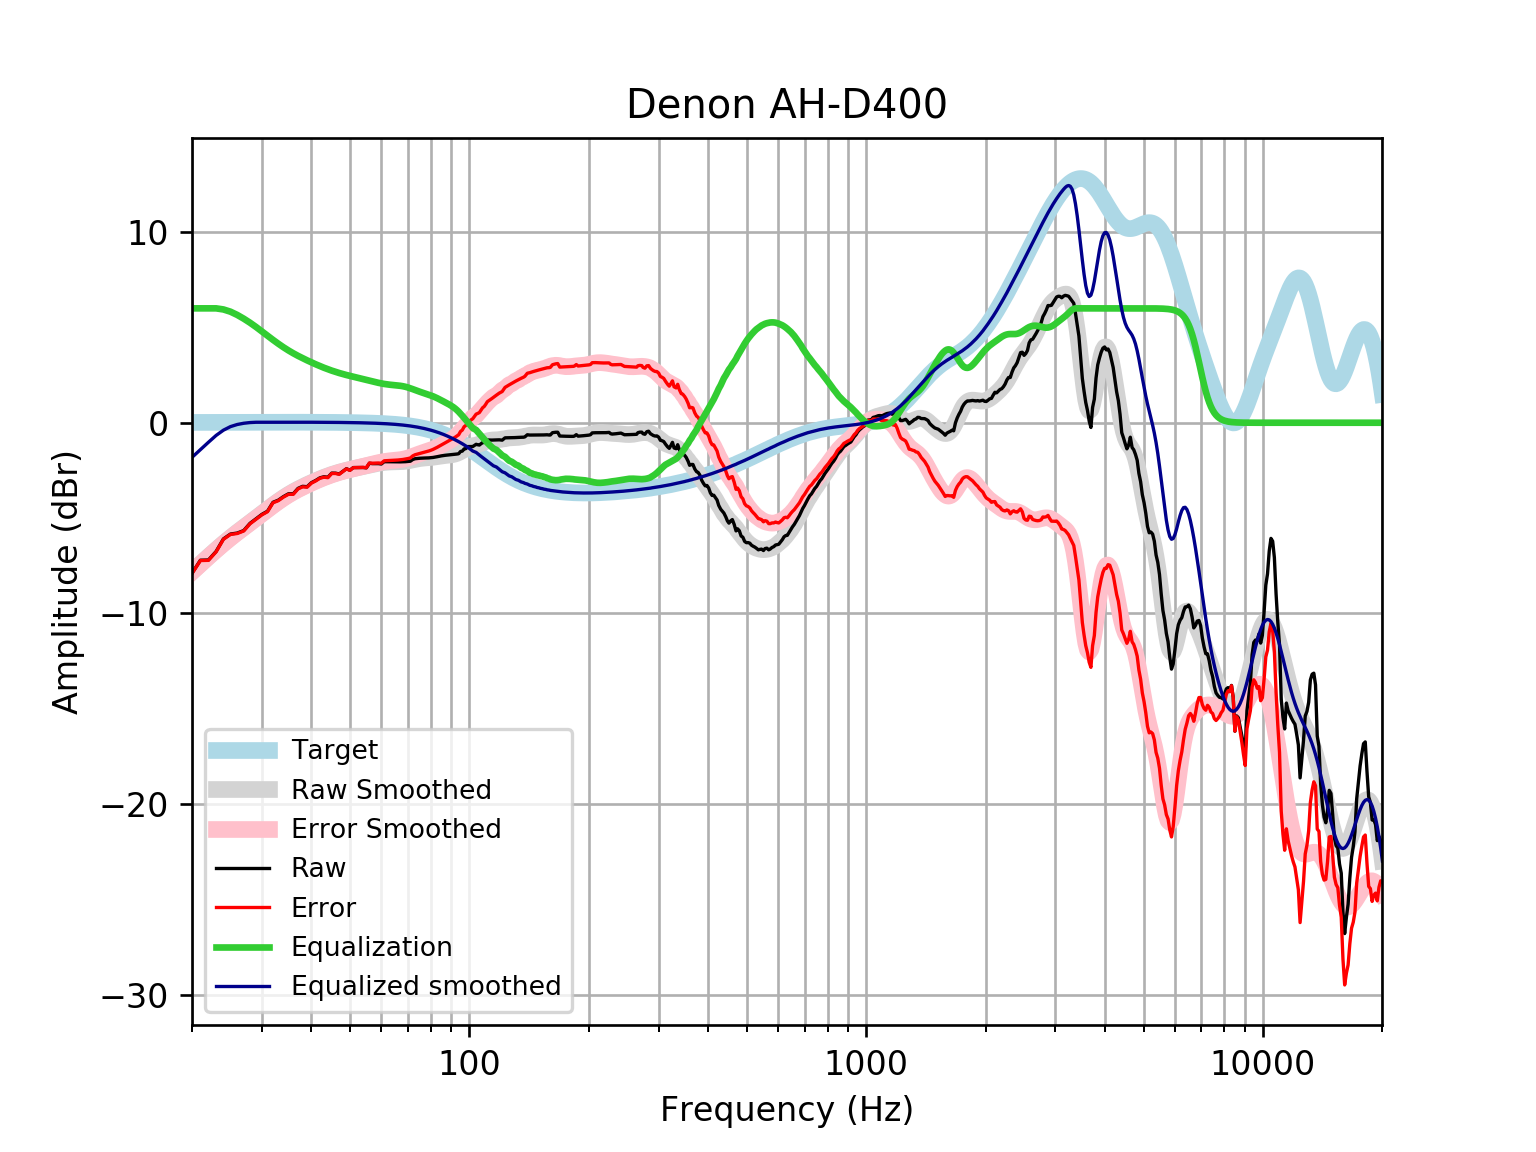 Denon AH-D400
Amplitude (dBr)
10
0
−10
−20
−30
Target
Raw Smoothed
Error Smoothed
Raw
Error
Equalization
Equalized smoothed
100
1000
10000
Frequency (Hz)